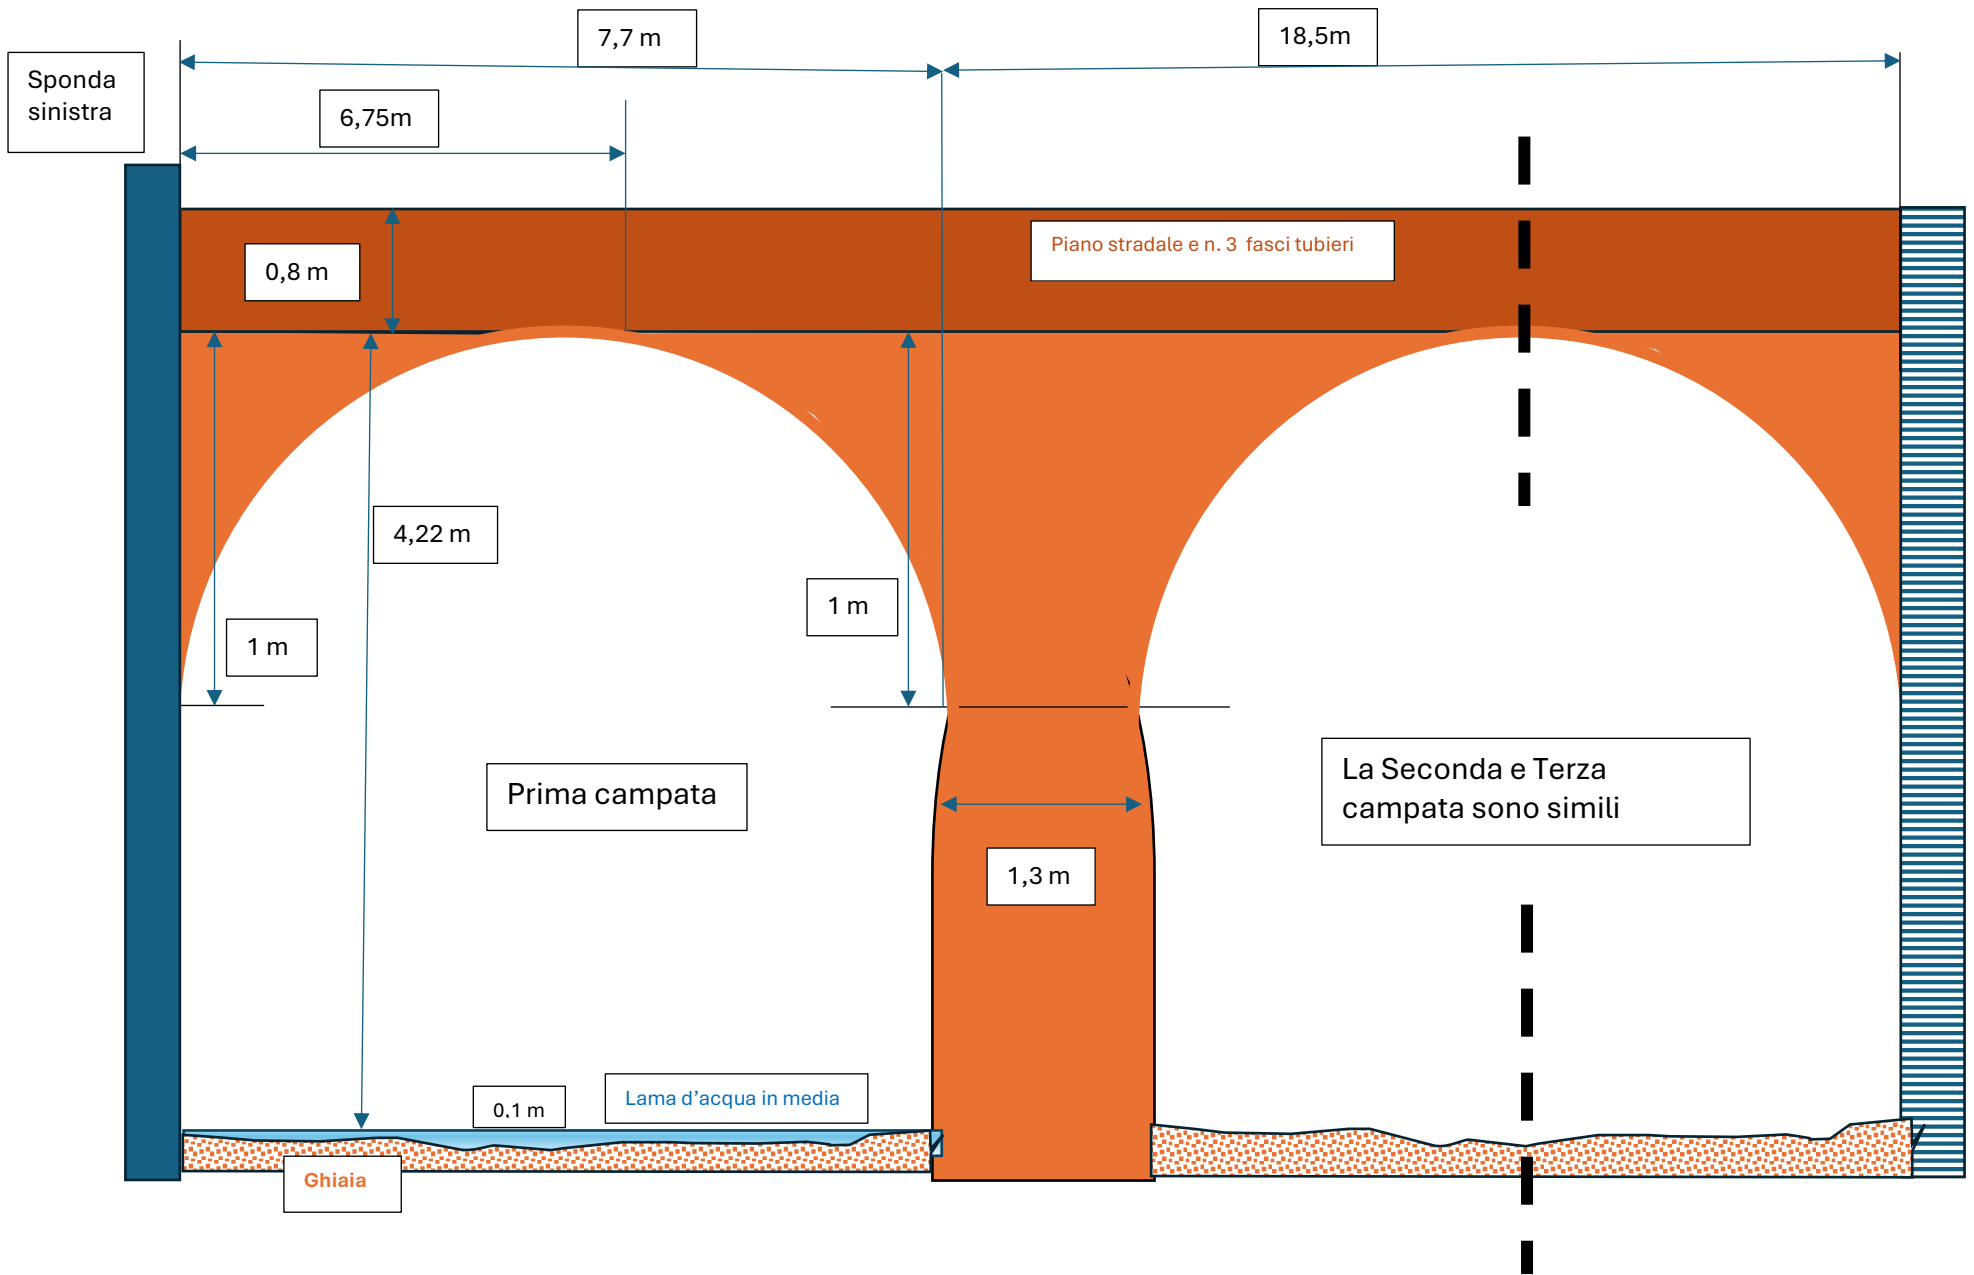 7,7 m
18,5m
Sponda
sinistra
6,75m
Piano stradale e n. 3 fasci tubieri
0,8 m
4,22 m
1 m
1 m
Prima campata
La Seconda e Terza
campata sono simili
1,3 m
0,1 m
Lama d’acqua in media
Ghiaia